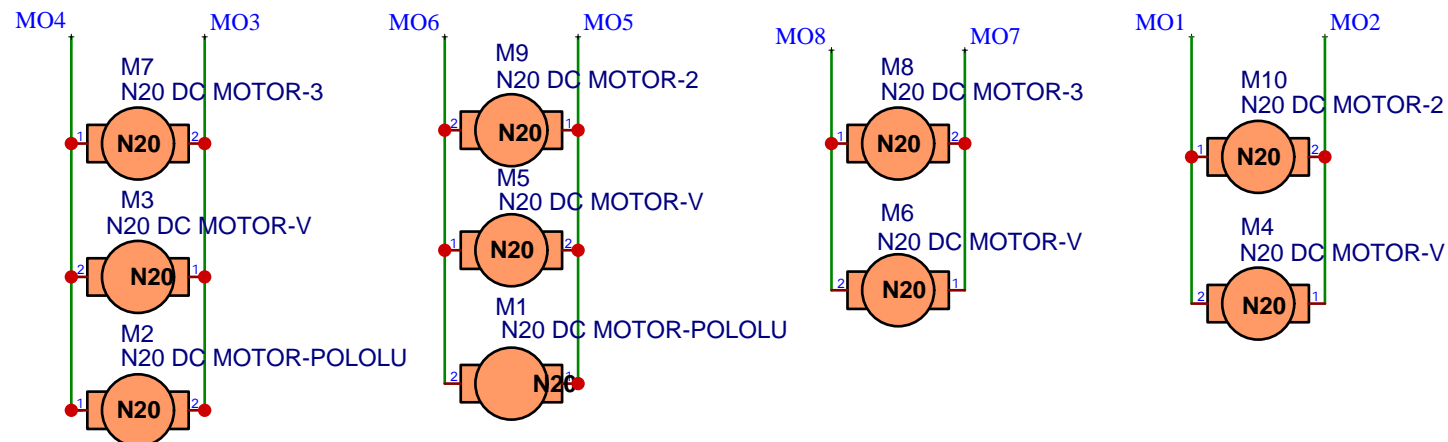 MO4
MO3
M7
N20 DC MOTOR-3
1
N20
2
M3
N20 DC MOTOR-V
2
N20
1
M2
N20 DC MOTOR-POLOLU
1
N20
2
MO6
MO5
M9
N20 DC MOTOR-2
2
N20
1
M5
N20 DC MOTOR-V
1
N20
2
M1
N20 DC MOTOR-POLOLU
2
N20
1
MO8
MO7
M8
N20 DC MOTOR-3
1
N20
2
M6
N20 DC MOTOR-V
2
N20
1
MO1
MO2
M10
N20 DC MOTOR-2
1
N20
2
M4
N20 DC MOTOR-V
2
N20
1